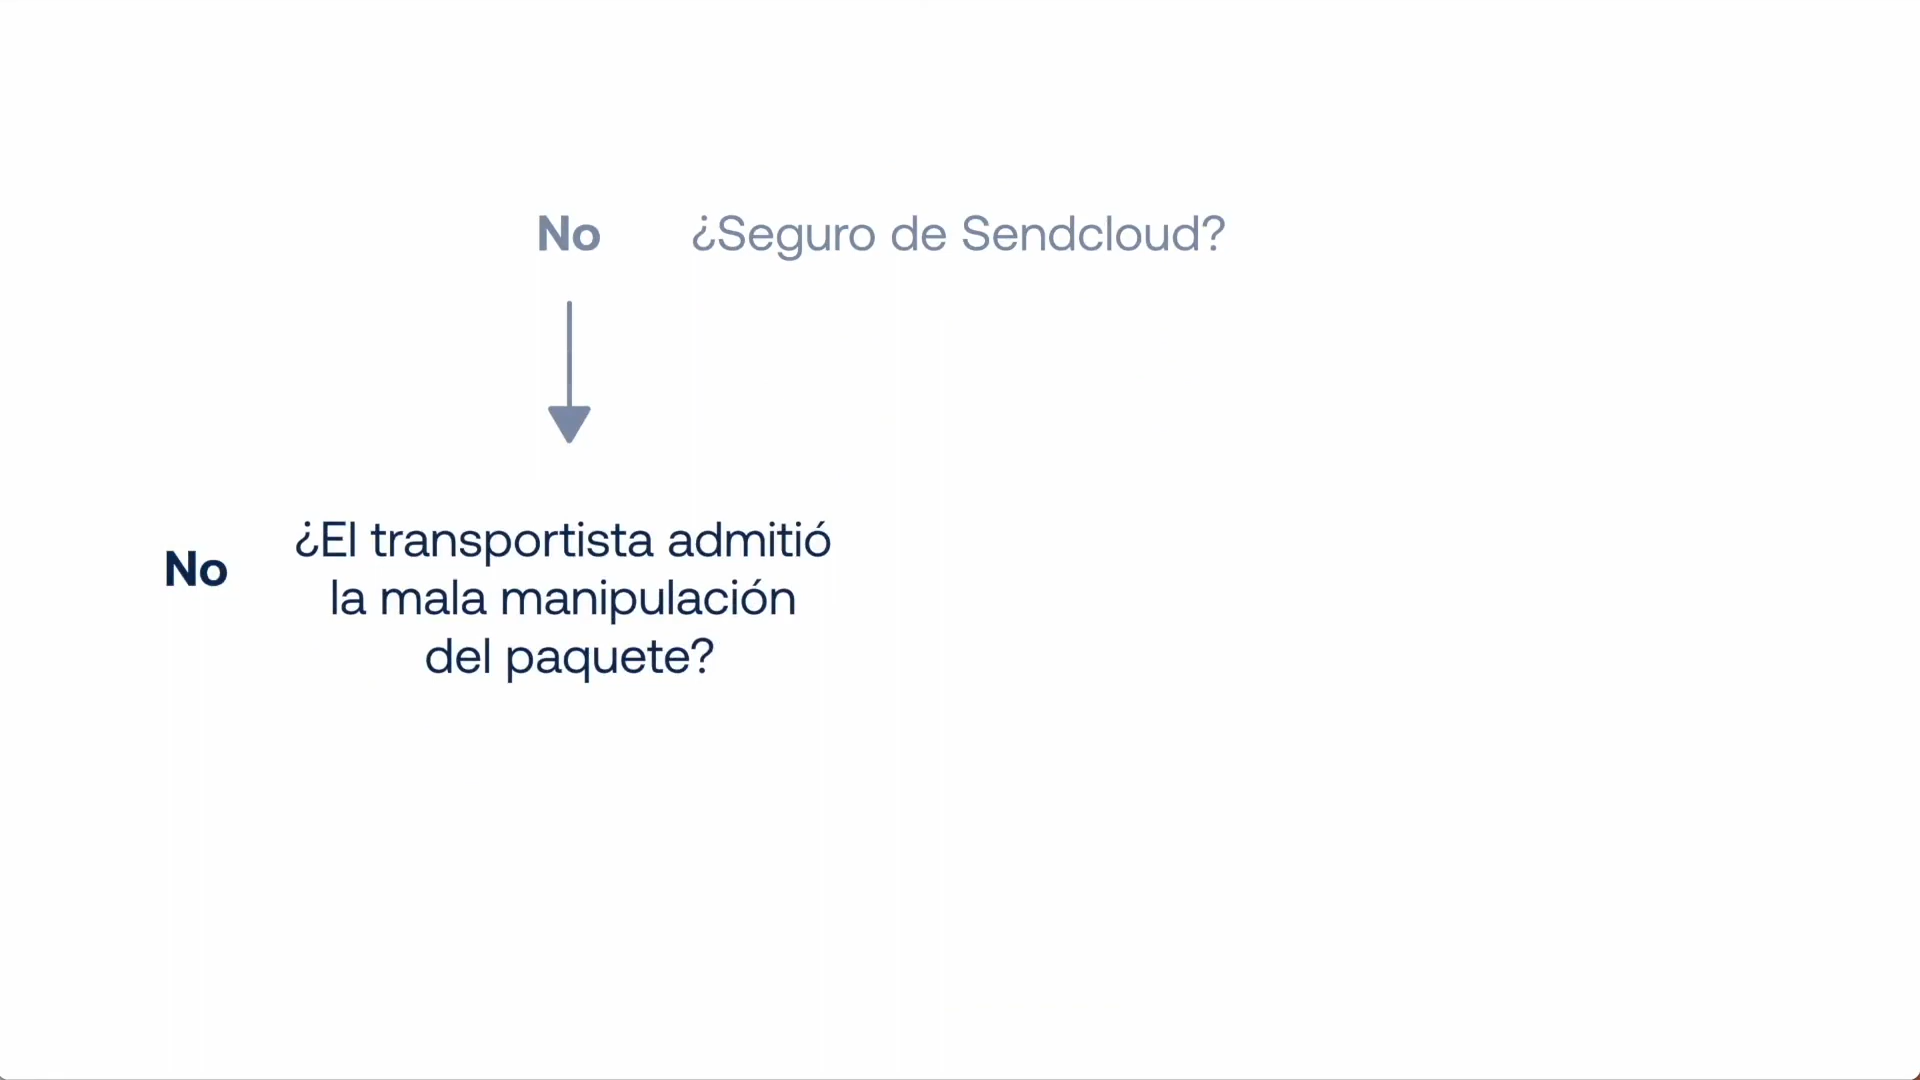 No ¿Seguro de Sendcloud?
¿El transportista admitió
No
la mala manipulación
del paquete?